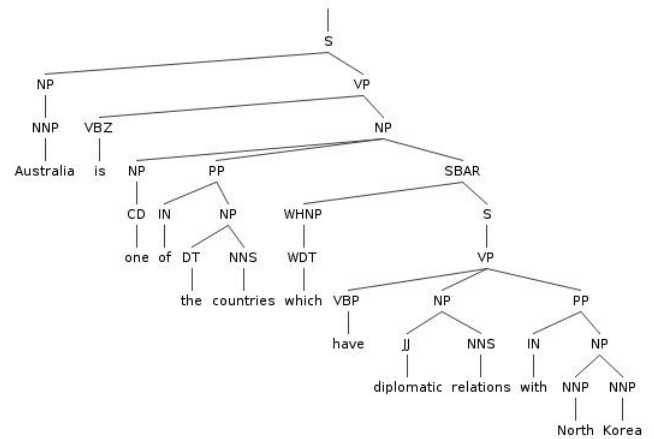 S
NP VP
NNP VBZ NP
Australia is NP PP SBAR
CD IN NP WHNP S
one of DT NNS WDT VP
the countries which VBP NP PP
have JJ NNS IN NP
diplomatic relations with NNP NNP
North Korea